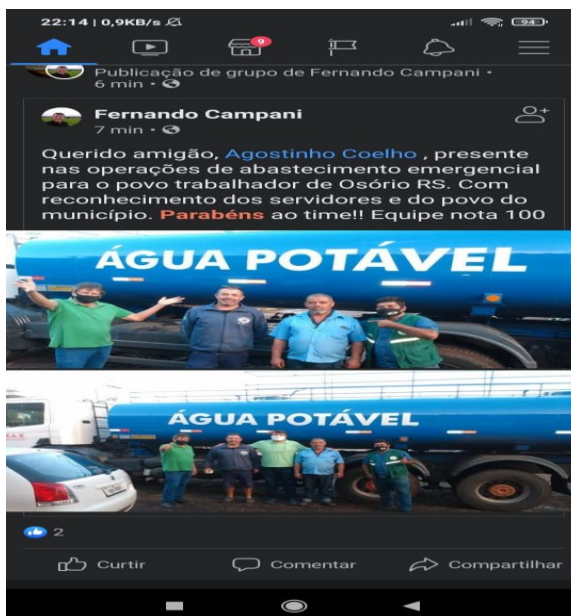 22:14 | 0,9KB/s
94
9
Publicação de grupo de Fernando Campani •
6 min •
Fernando Campani
7 min •
Querido amigão, Agostinho Coelho , presente
nas operações de abastecimento emergencial
para o povo trabalhador de Osório RS. Com
reconhecimento dos servidores e do povo do
município. Parabéns ao time!! Equipe nota 100
ÁGUA POTÁVEL
ÁGUA POTÁVEL
2
Curtir
Comentar
Compartilhar